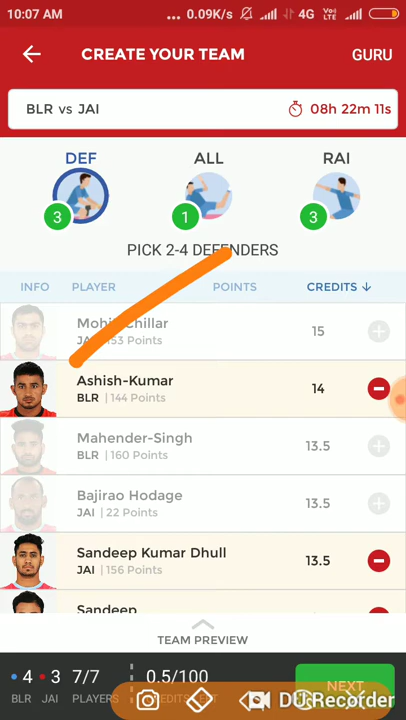 10:07 AM ... 0.09K/s 4G Vo) LTE
CREATE YOUR TEAM GURU
BLR vs JAI 08h 22m 11s
DEF ALL RAI
3 1 3
PICK 2-4 DEFENDERS
INFO PLAYER POINTS CREDITS ↓
Chillar 15
153 Points
Ashish-Kumar 14
BLR | 144 Points
Mahender-Singh 13.5
BLR | 160 Points
Bajirao Hodage 13.5
JAI | 22 Points
Sandeep Kumar Dhull 13.5
JAI | 156 Points
Sandeep
TEAM PREVIEW
4 3 7/7 0.5/100 NEXT
BLR JAI PLAYERS
DU Recorder